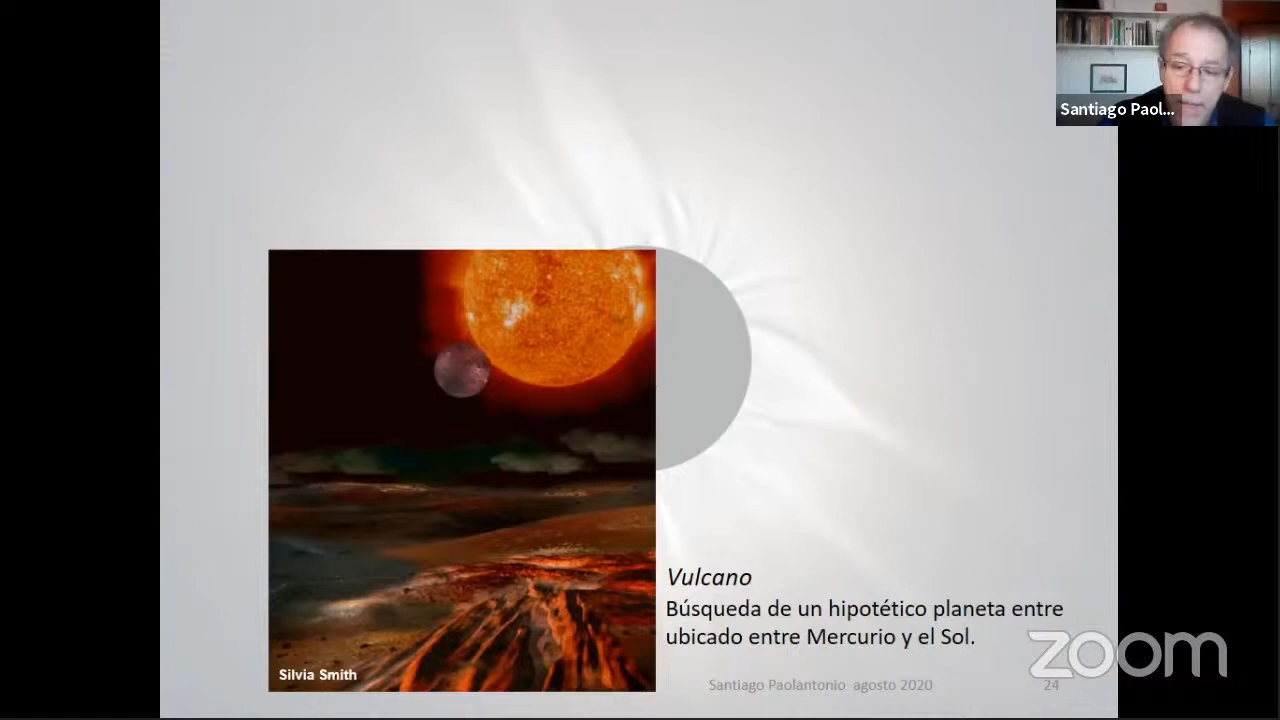 Santiago Paol...
Vulcano
Búsqueda de un hipotético planeta entre
ubicado entre Mercurio y el Sol.
Silvia Smith
Santiago Paolantonio agosto 2020
24
zoom